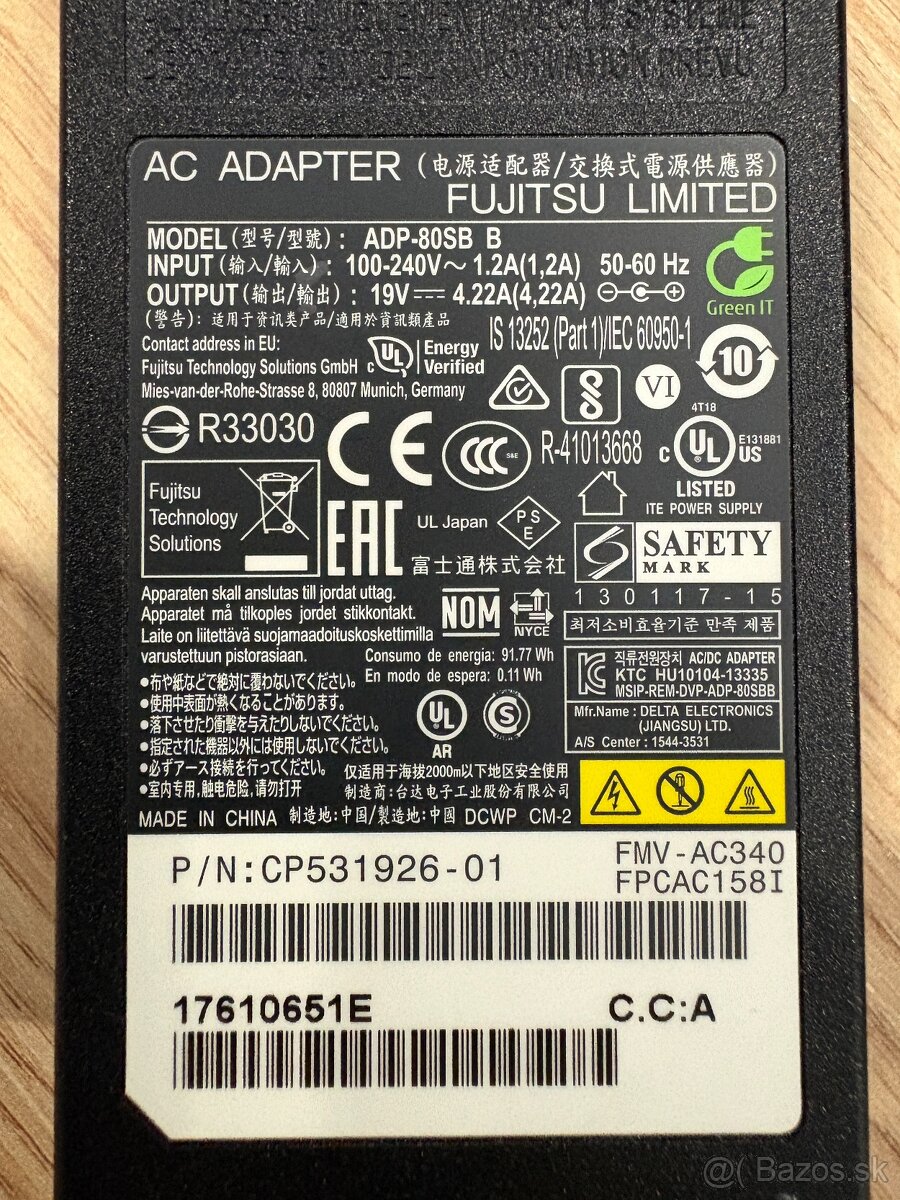 AC ADAPTER (电源适配器/交換式電源供應器)
FUJITSU LIMITED
MODEL (型号/型號) : ADP-80SB B
INPUT (输入/輸入) : 100-240V～ 1.2A(1,2A) 50-60 Hz
OUTPUT (输出/輸出) : 19V⎓ 4.22A(4,22A)
Green IT
(警告): 适用于资讯类产品/適用於資訊類產品
IS 13252 (Part 1)/IEC 60950-1
Contact address in EU:
Fujitsu Technology Solutions GmbH
Mies-van-der-Rohe-Strasse 8, 80807 Munich, Germany
c UL Energy Verified
10
VI
R33030
CE
CCC S&E
R-41013668
4T18
c UL US E131881
LISTED
ITE POWER SUPPLY
Fujitsu
Technology
Solutions
EAC
UL Japan
PSE
富士通株式会社
SAFETY
MARK
130117-15
Apparaten skall anslutas till jordat uttag.
Apparatet må tilkoples jordet stikkontakt.
Laite on liitettävä suojamaadoituskoskettimilla
varustettuun pistorasiaan.
NOM
NYCE
최저소비효율기준 만족 제품
Consumo de energia: 91.77 Wh
En modo de espera: 0.11 Wh
직류전원장치 AC/DC ADAPTER
KTC HU10104-13335
MSIP-REM-DVP-ADP-80SBB
Mfr.Name : DELTA ELECTRONICS
(JIANGSU) LTD.
A/S Center : 1544-3531
●布や紙などで絶対に覆わないでください。
●使用中表面が熱くなることがあります。
●落下させたり衝撃を与えたりしないでください。
●指定された機器以外には使用しないでください。
●必ずアース接続を行ってください。
●室内专用,触电危险,请勿打开
UL
AR
S
仅适用于海拔2000m以下地区安全使用
制造商:台达电子工业股份有限公司
MADE IN CHINA 制造地:中国/製造地:中國 DCWP CM-2
P/N:CP531926-01
FMV-AC340
FPCAC158I
17610651E C.C:A
@( Bazos.sk